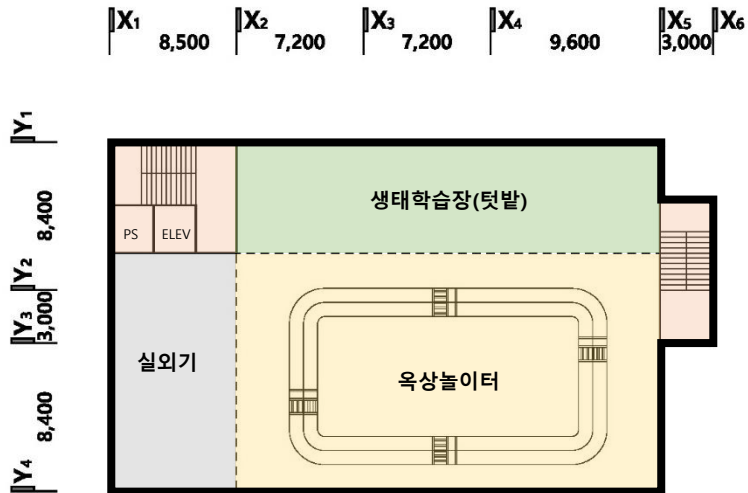 X1 X2 X3 X4 X5 X6
8,500 7,200 7,200 9,600 3,000
Y1
8,400
Y2
3,000
Y3
8,400
Y4
생태학습장(텃밭)
PS ELEV
실외기
옥상놀이터